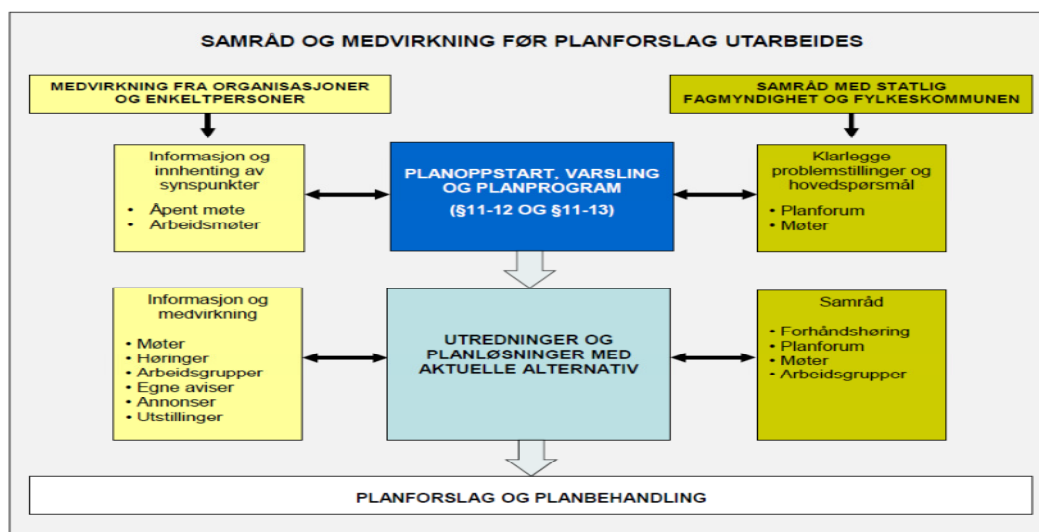 SAMRÅD OG MEDVIRKNING FØR PLANFORSLAG UTARBEIDES
MEDVIRKNING FRA ORGANISASJONER
OG ENKELTPERSONER
SAMRÅD MED STATLIG
FAGMYNDIGHET OG FYLKESKOMMUNEN
Informasjon og
innhenting av
synspunkter
• Åpent møte
• Arbeidsmøter
PLANOPPSTART, VARSLING
OG PLANPROGRAM
(§11-12 OG §11-13)
Klarlegge
problemstillinger og
hovedspørsmål
• Planforum
• Møter
Informasjon og
medvirkning
• Møter
• Høringer
• Arbeidsgrupper
• Egne aviser
• Annonser
• Utstillinger
UTREDNINGER OG
PLANLØSNINGER MED
AKTUELLE ALTERNATIV
Samråd
• Forhåndshøring
• Planforum
• Møter
• Arbeidsgrupper
PLANFORSLAG OG PLANBEHANDLING